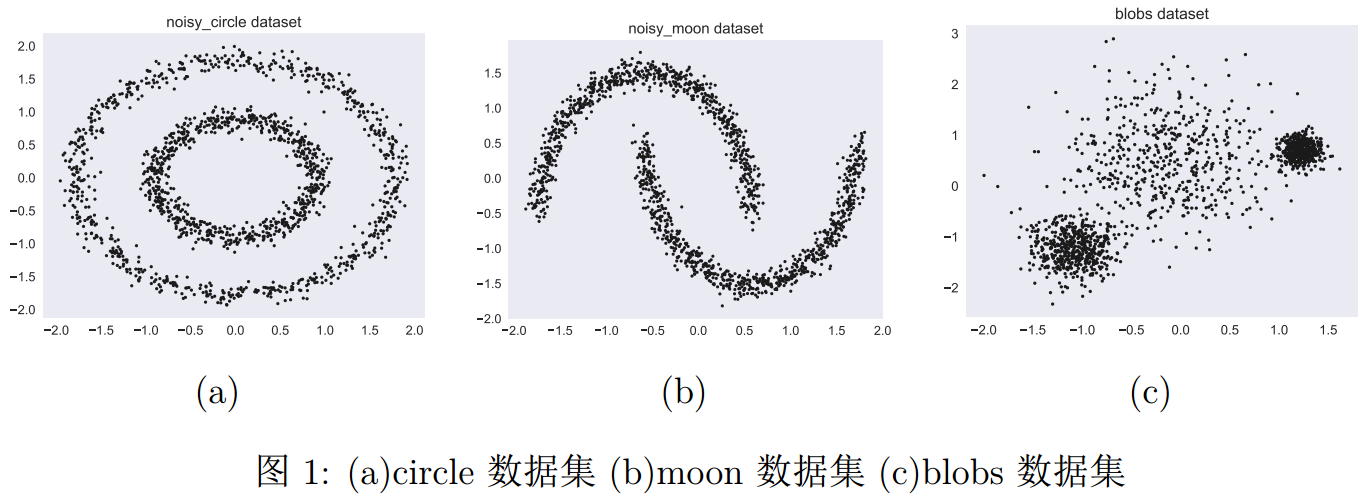 noisy_circle dataset
2.0
1.5
1.0
0.5
0.0
−0.5
−1.0
−1.5
−2.0
−2.0 −1.5 −1.0 −0.5 0.0 0.5 1.0 1.5 2.0
(a)
noisy_moon dataset
1.5
1.0
0.5
0.0
−0.5
−1.0
−1.5
−2.0
−2.0 −1.5 −1.0 −0.5 0.0 0.5 1.0 1.5 2.0
(b)
blobs dataset
3
2
1
0
−1
−2
−2.0 −1.5 −1.0 −0.5 0.0 0.5 1.0 1.5
(c)
图 1: (a)circle 数据集 (b)moon 数据集 (c)blobs 数据集